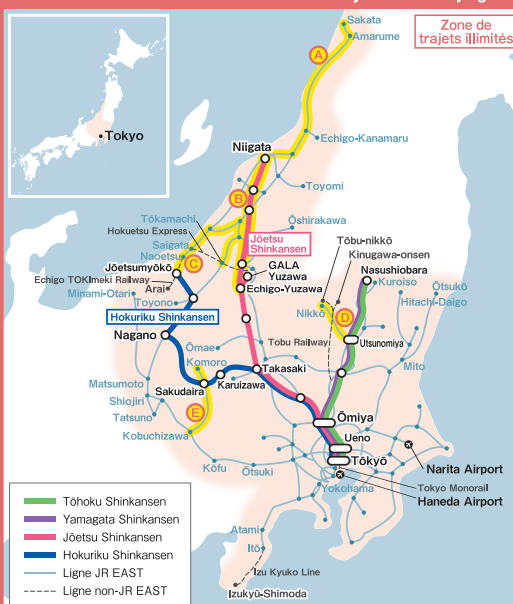 Zone de
trajets illimités
Tokyo
Sakata
Amarume
A
Echigo-Kanamaru
Niigata
Toyomi
B
Tōkamachi
Hokuetsu Express
Ōshirakawa
Saigata
Naoetsu
C
Jōetsu
Shinkansen
Tōbu-nikkō
Kinugawa-onsen
Jōetsumyōkō
GALA
Yuzawa
Nasushiobara
Echigo TOKImeki Railway
Arai
Echigo-Yuzawa
Kuroiso
Ōtsukō
Minami-Otari
Toyono
Hitachi-Daigo
Nikkō
D
Hokuriku Shinkansen
Utsunomiya
Nagano
Tobu Railway
Ōmae
Komoro
Mito
Takasaki
Matsumoto
Sakudaira
Karuizawa
Shiojiri
Tatsuno
E
Ōmiya
Kobuchizawa
Ueno
Kōfu
Ōtsuki
Tōkyō
Narita Airport
Yokohama
Tokyo Monorail
Haneda Airport
Tōhoku Shinkansen
Yamagata Shinkansen
Jōetsu Shinkansen
Hokuriku Shinkansen
Ligne JR EAST
Ligne non-JR EAST
Atami
Itō
Izu Kyuko Line
Izukyū-Shimoda